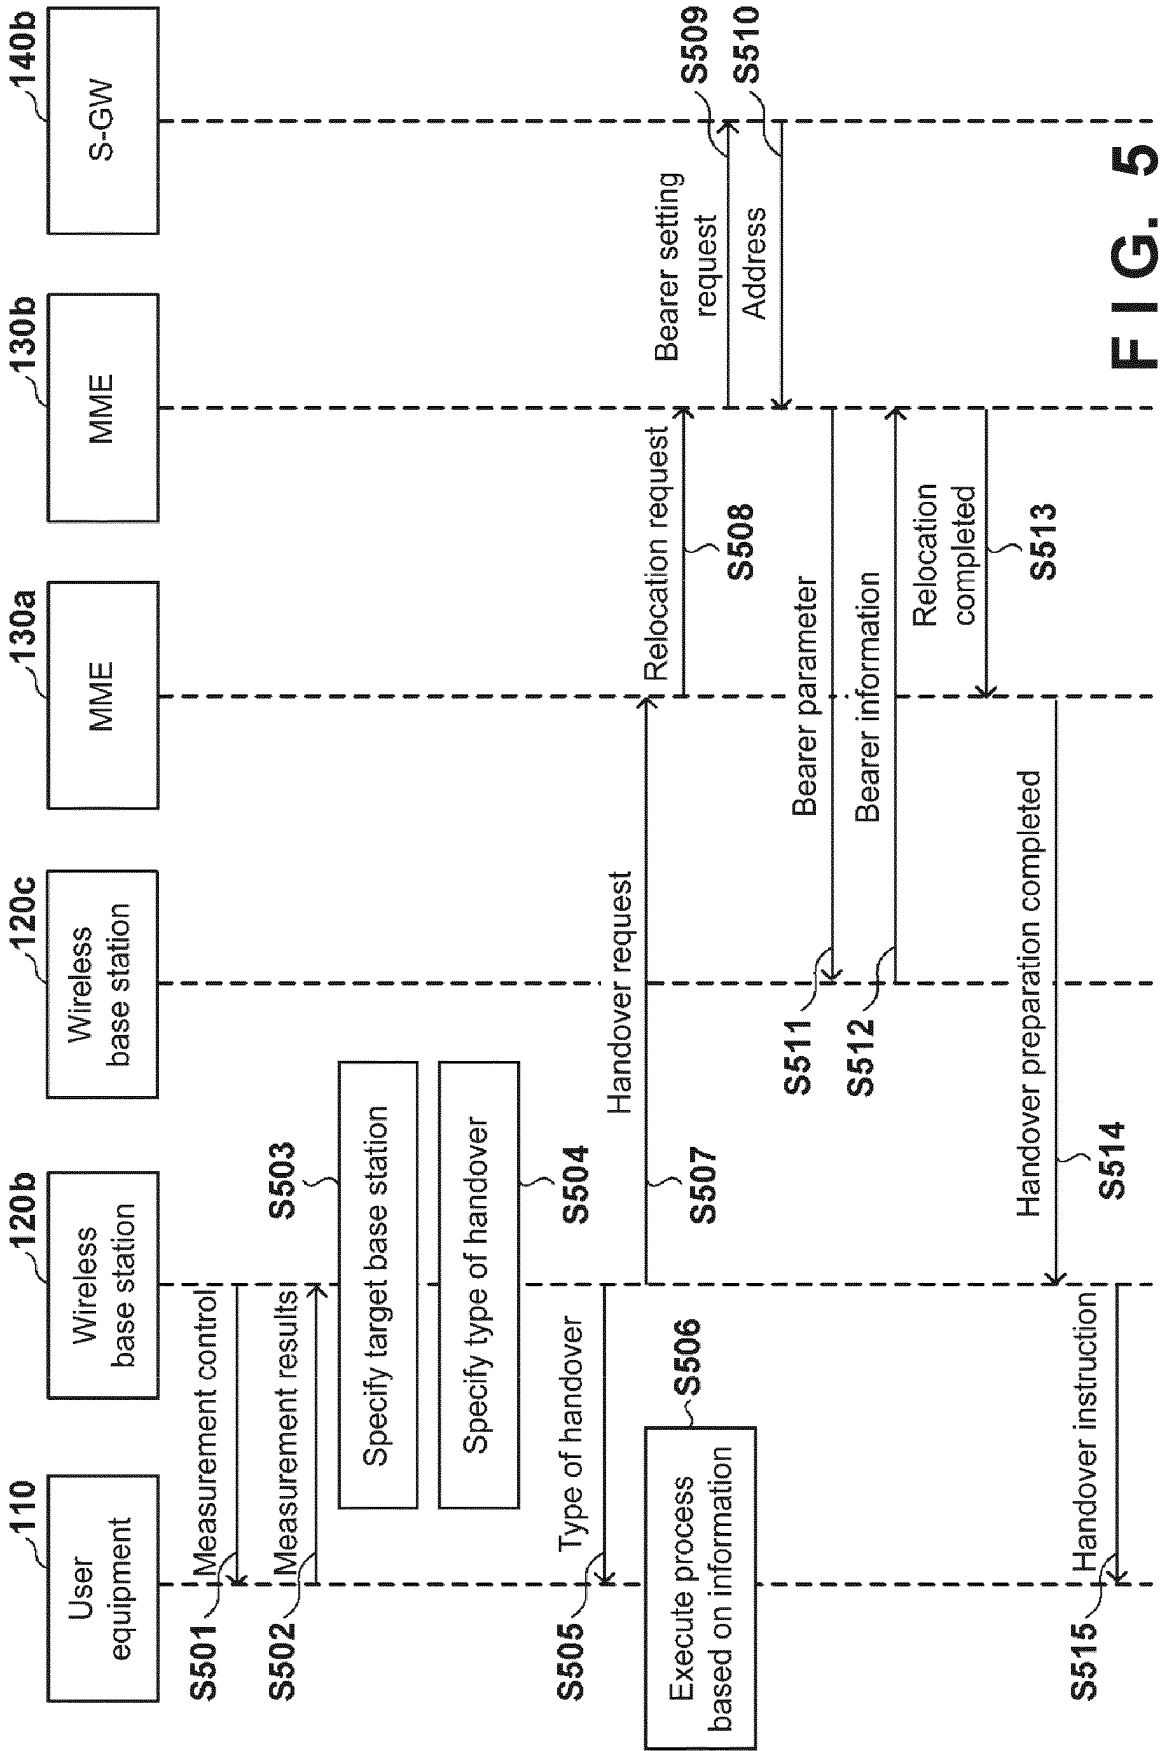 110
User
equipment
120b
Wireless
base station
120c
Wireless
base station
130a
MME
130b
MME
140b
S-GW
Measurement control
S501
Measurement results
S502
S503
Specify target base station
Specify type of handover
S504
Type of handover
S505
Execute process
based on information
S506
Handover request
S507
Relocation request
S508
Bearer setting
request
S509
Address
S510
Bearer parameter
S511
Bearer information
S512
Relocation
completed
S513
Handover preparation completed
S514
Handover instruction
S515
FIG. 5